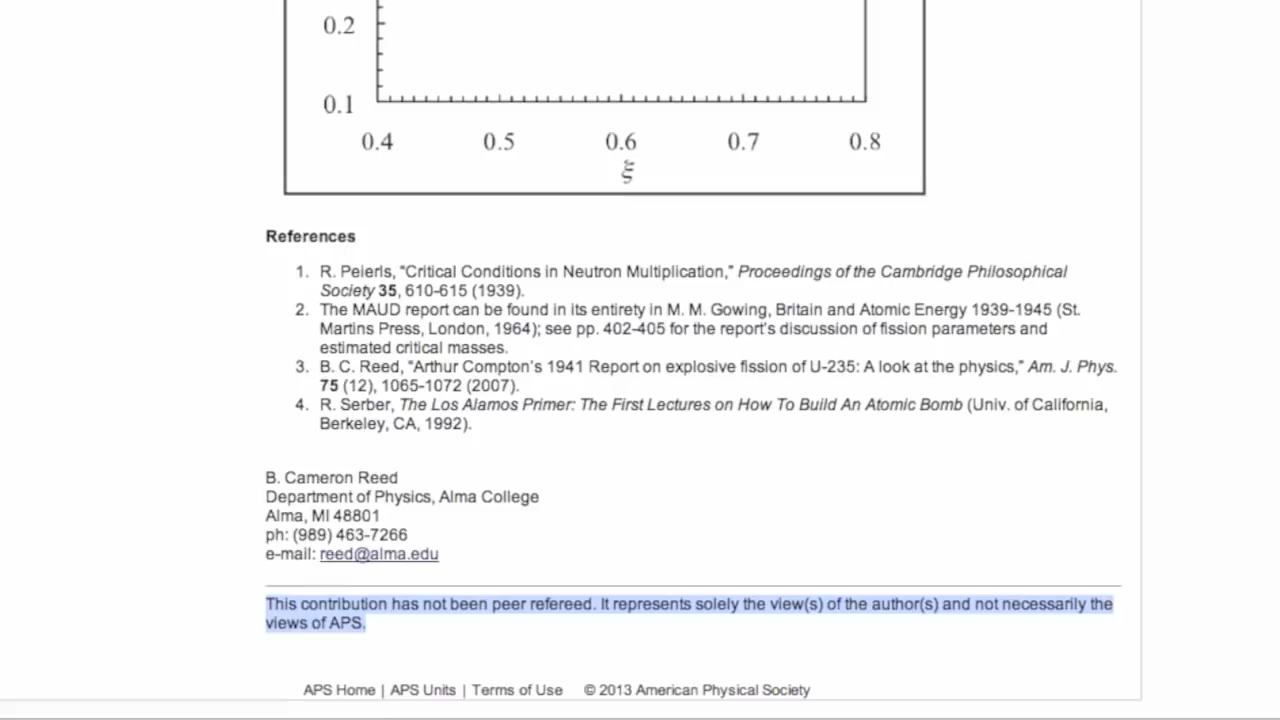 0.2
0.1
0.4 0.5 0.6 0.7 0.8
ξ
References
1. R. Peierls, “Critical Conditions in Neutron Multiplication,” Proceedings of the Cambridge Philosophical
Society 35, 610-615 (1939).
2. The MAUD report can be found in its entirety in M. M. Gowing, Britain and Atomic Energy 1939-1945 (St.
Martins Press, London, 1964); see pp. 402-405 for the report's discussion of fission parameters and
estimated critical masses.
3. B. C. Reed, “Arthur Compton's 1941 Report on explosive fission of U-235: A look at the physics,” Am. J. Phys.
75 (12), 1065-1072 (2007).
4. R. Serber, The Los Alamos Primer: The First Lectures on How To Build An Atomic Bomb (Univ. of California,
Berkeley, CA, 1992).
B. Cameron Reed
Department of Physics, Alma College
Alma, MI 48801
ph: (989) 463-7266
e-mail: reed@alma.edu
This contribution has not been peer refereed. It represents solely the view(s) of the author(s) and not necessarily the
views of APS.
APS Home | APS Units | Terms of Use © 2013 American Physical Society